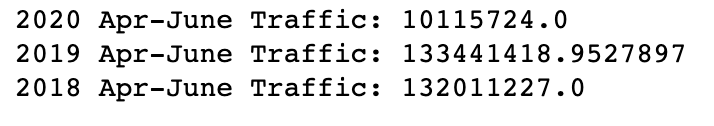 2020 Apr-June Traffic: 10115724.0
2019 Apr-June Traffic: 133441418.9527897
2018 Apr-June Traffic: 132011227.0